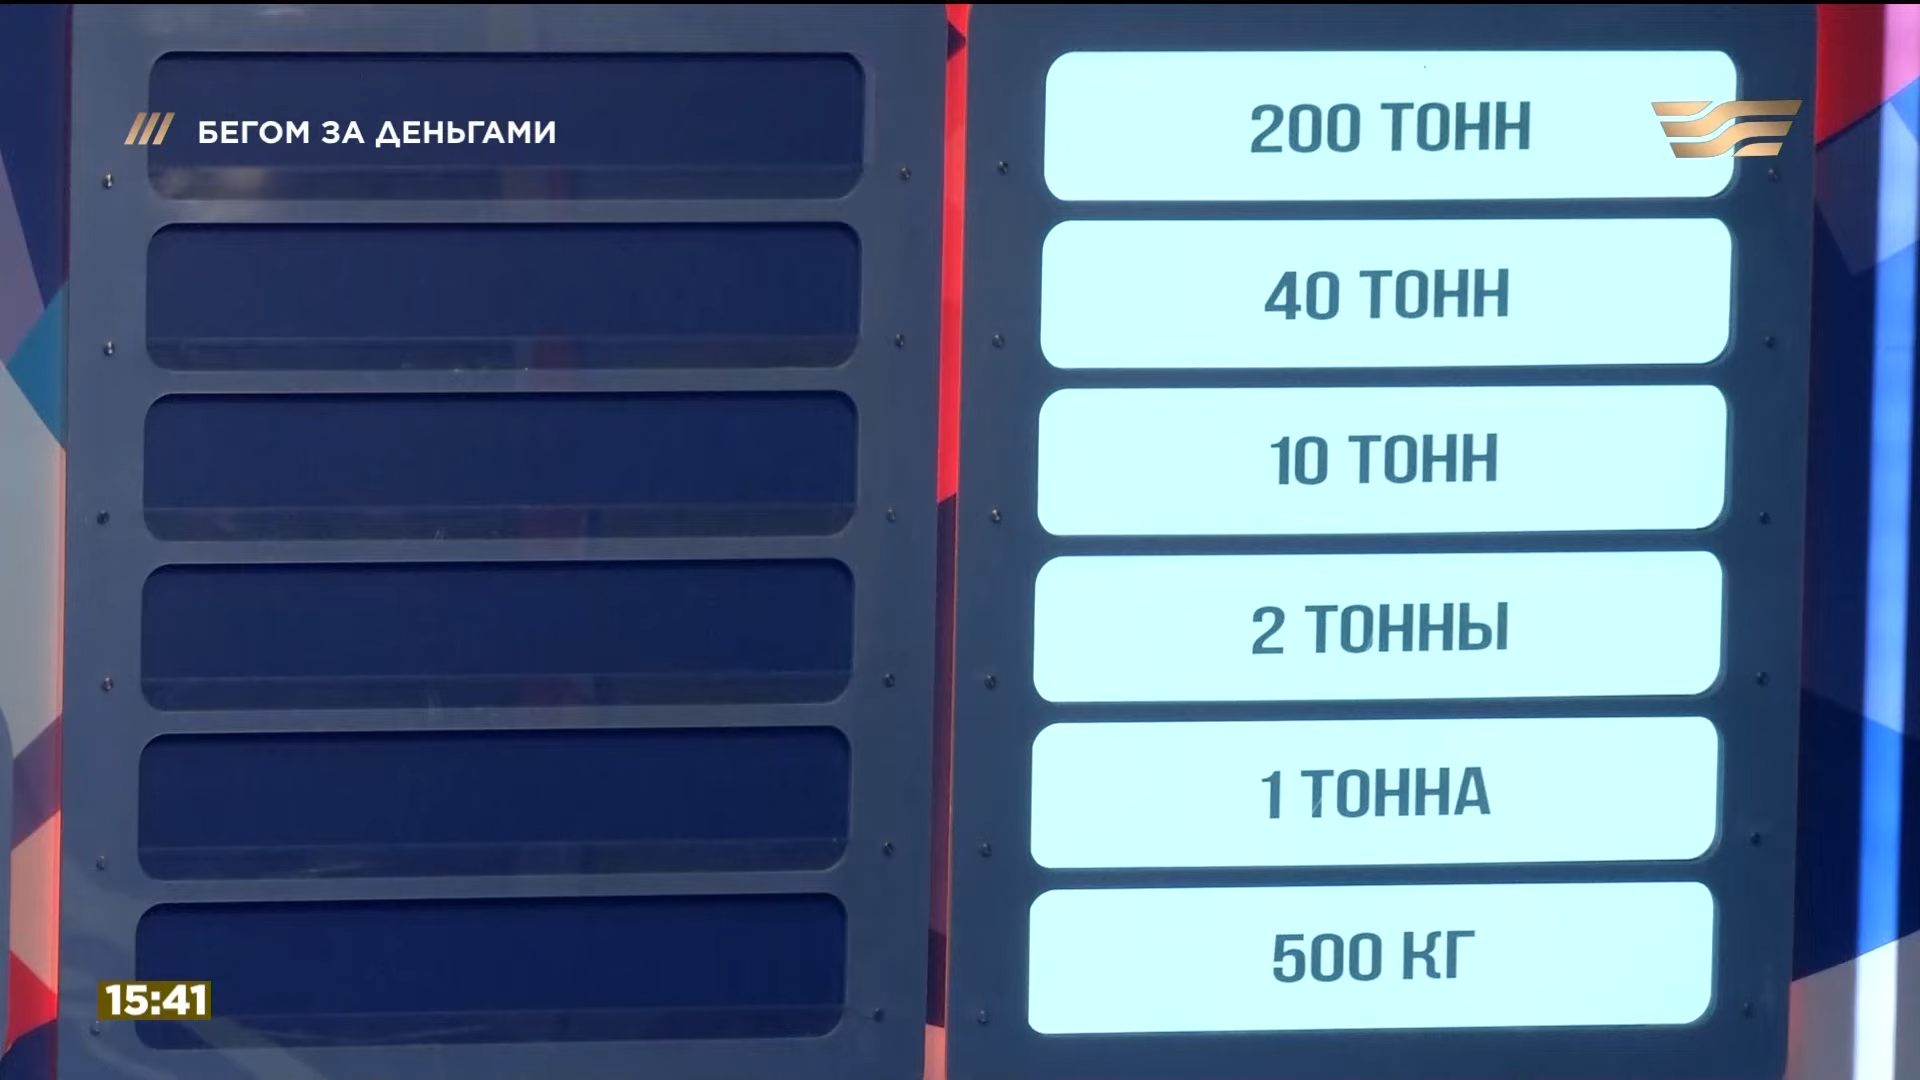 БЕГОМ ЗА ДЕНЬГАМИ
200 ТОНН
40 ТОНН
10 ТОНН
2 ТОННЫ
1 ТОННА
500 КГ
15:41